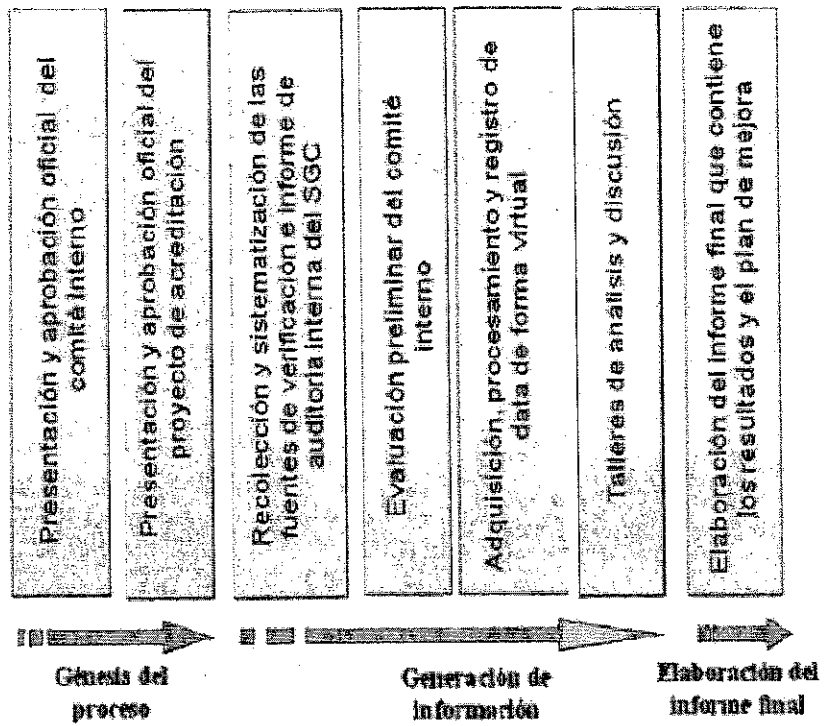 Presentación y aprobación oficial del
comité interno
Presentación y aprobación oficial del
proyecto de acreditación
Recolección y sistematización de las
fuentes de verificación e informe de
auditoria interna del SGC
Evaluación preliminar del comité
interno
Adquisición, procesamiento y registro de
data de forma virtual
Talleres de análisis y discusión
Elaboración del informe final que contiene
los resultados y el plan de mejora
Génesis del
proceso
Generación de
información
Elaboración del
informe final